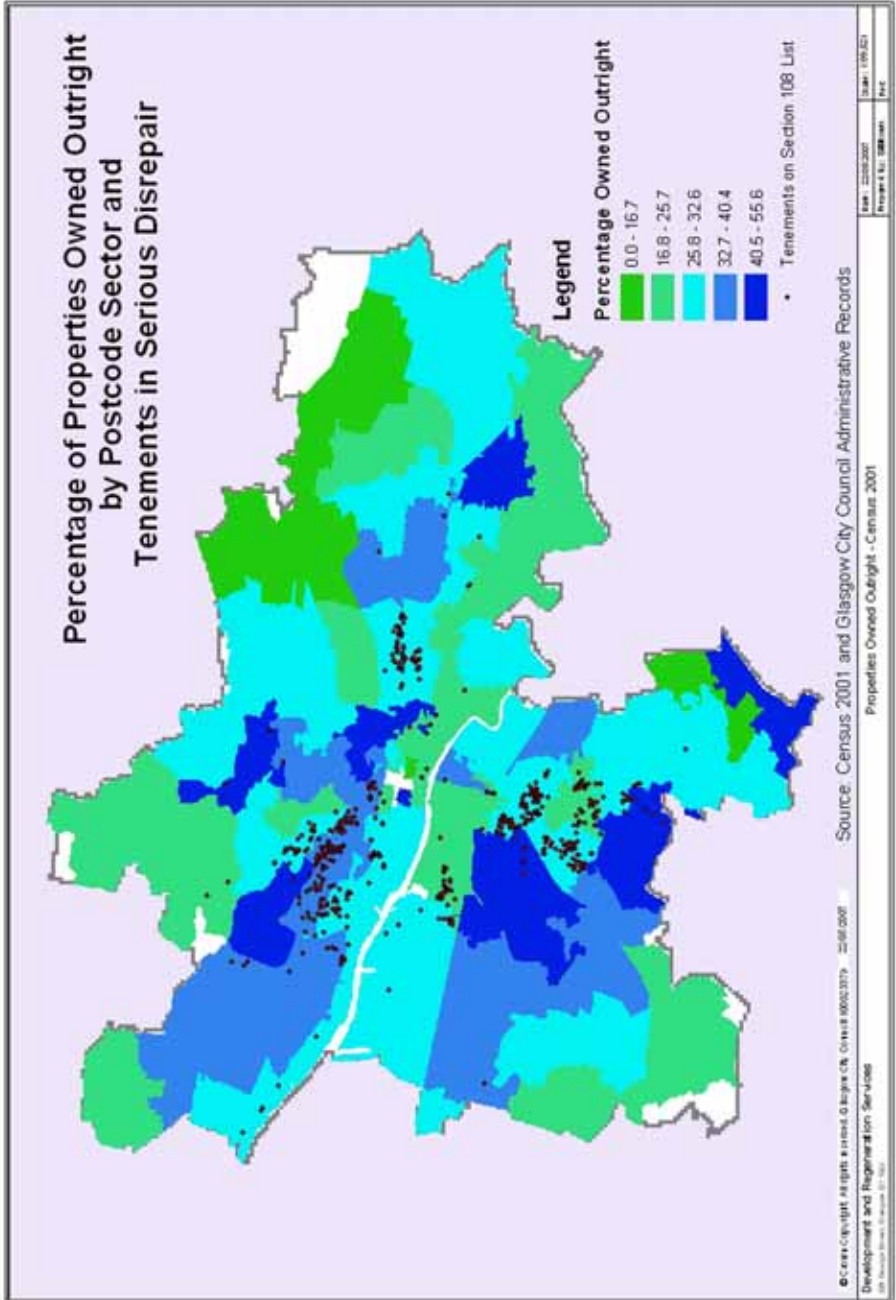 Percentage of Properties Owned Outright
by Postcode Sector and
Tenements in Serious Disrepair
Legend
Percentage Owned Outright
0.0 - 16.7
16.8 - 25.7
25.8 - 32.6
32.7 - 40.4
40.5 - 55.6
Tenements on Section 108 List
Source: Census 2001 and Glasgow City Council Administrative Records
Development and Regeneration Services
Properties Owned Outright - Census 2001